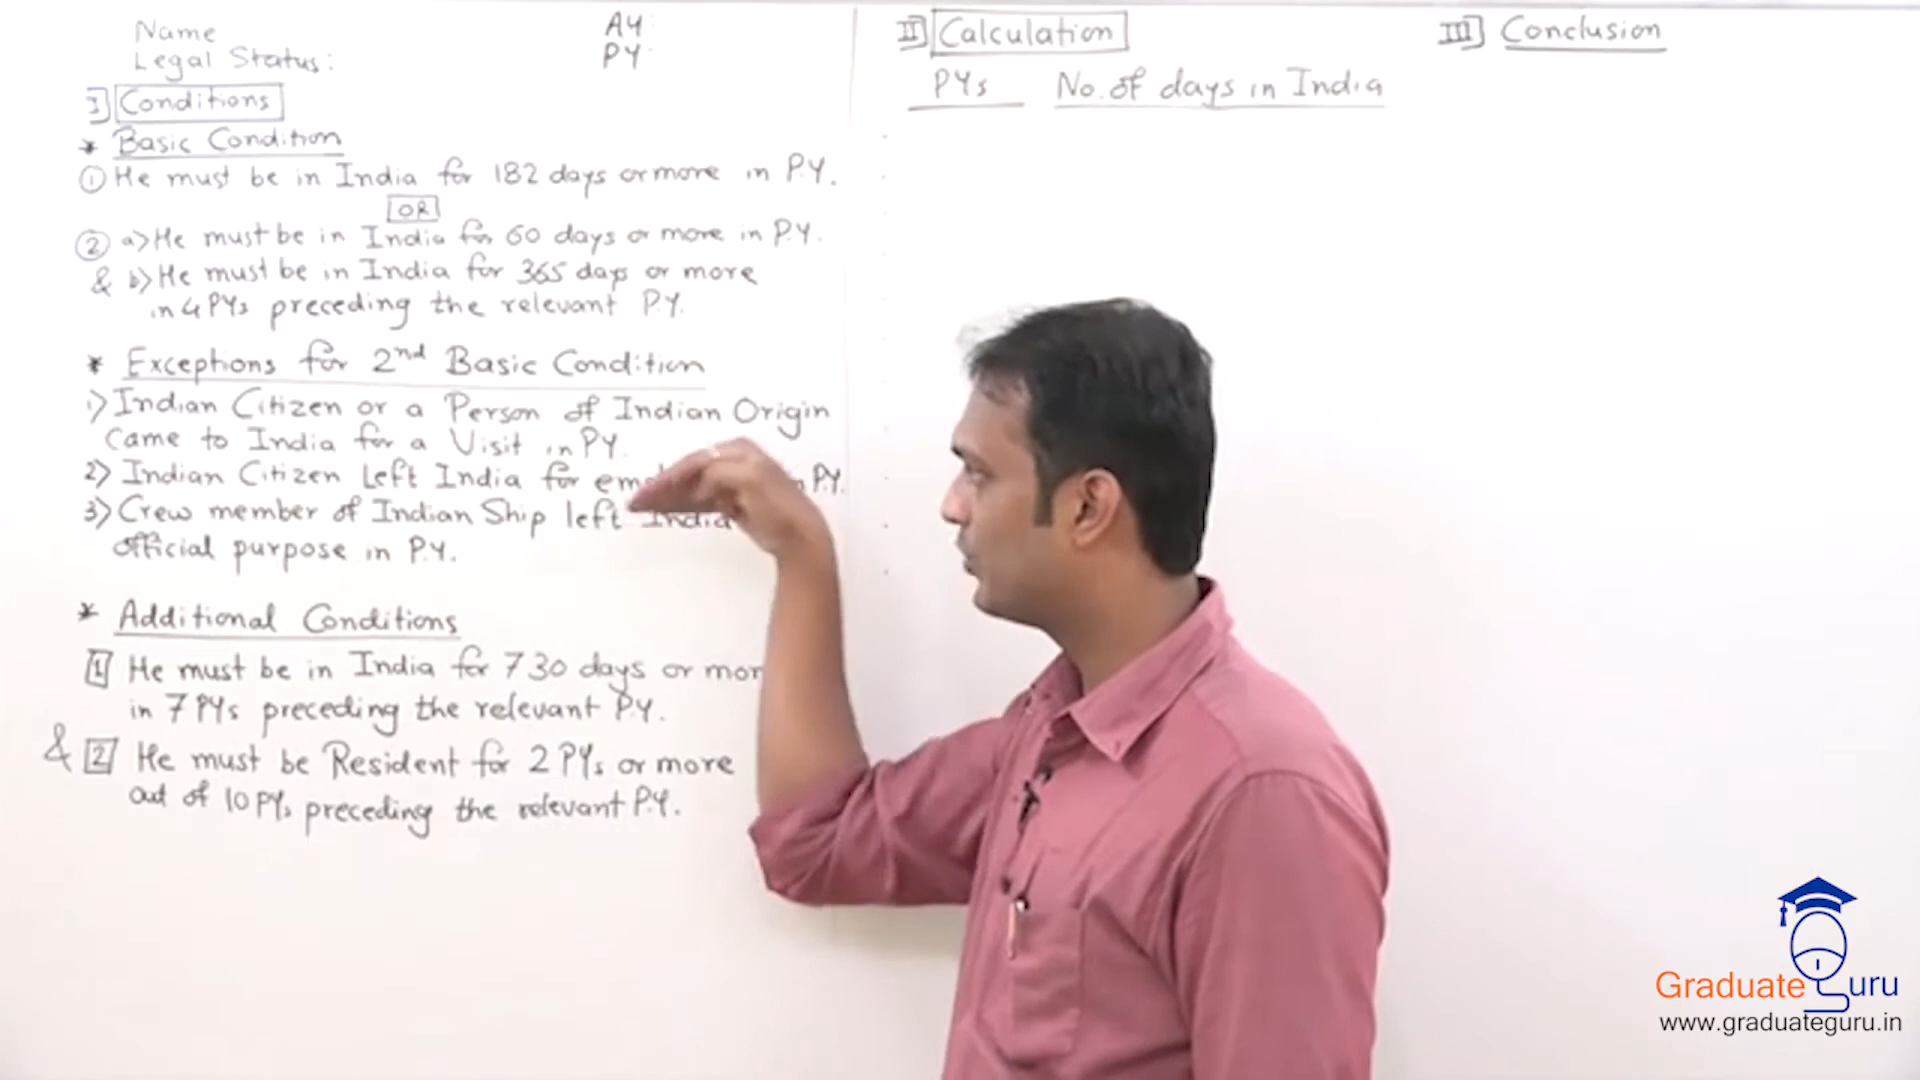 Name
Legal Status:
AY:
PY:
I] Conditions
* Basic Condition
① He must be in India for 182 days or more in P.Y.
OR
② a) He must be in India for 60 days or more in P.Y.
& b) He must be in India for 365 days or more
in 4 PYs preceding the relevant P.Y.
* Exceptions for 2nd Basic Condition
1) Indian Citizen or a Person of Indian Origin
Came to India for a Visit in PY.
2) Indian Citizen Left India for PY.
3) Crew member of Indian Ship left India
official purpose in P.Y.
* Additional Conditions
1 He must be in India for 730 days or
in 7 PYs preceding the relevant P.Y.
& 2 He must be Resident for 2 PYs or more
out of 10 PYs preceding the relevant P.Y.
II] Calculation
PYs No. of days in India
III] Conclusion
Graduate Guru
www.graduateguru.in